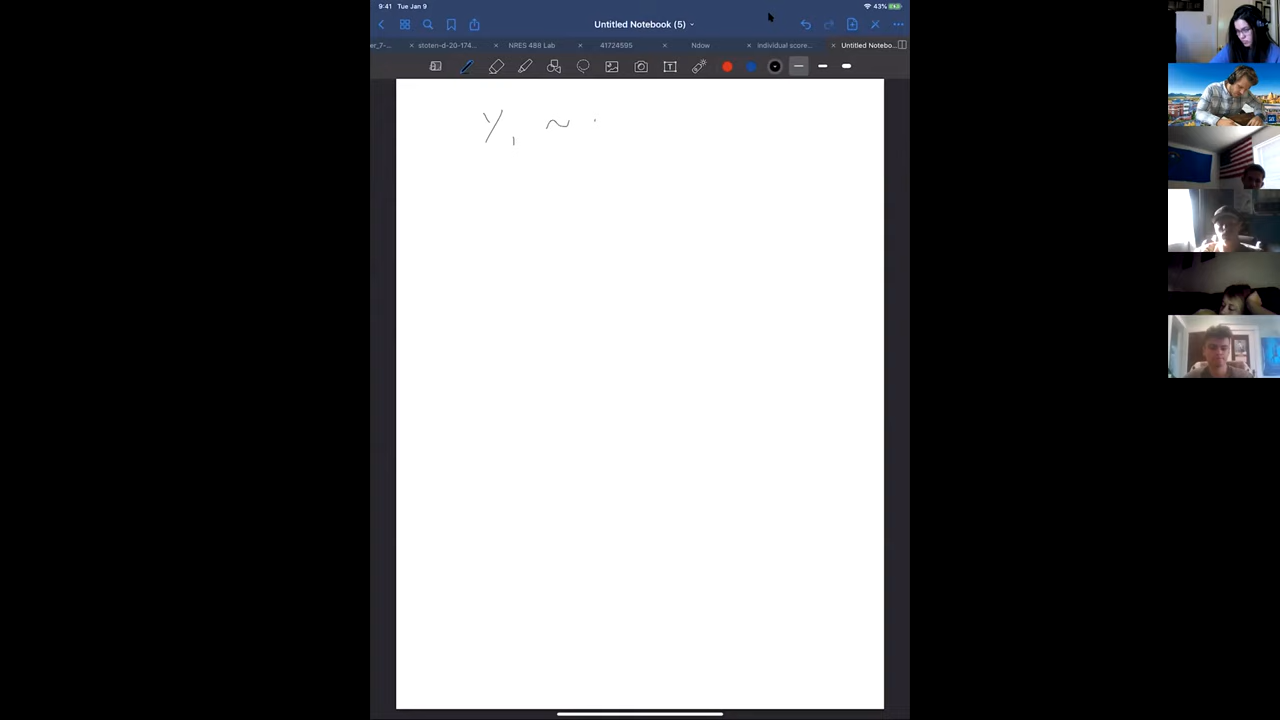 9:41 Tue Jan 9 43%
Untitled Notebook (5)
er_7-... stoten-d-20-174... NRES 488 Lab 41724595 Ndow individual score... Untitled Notebo...
T
y₁ ~